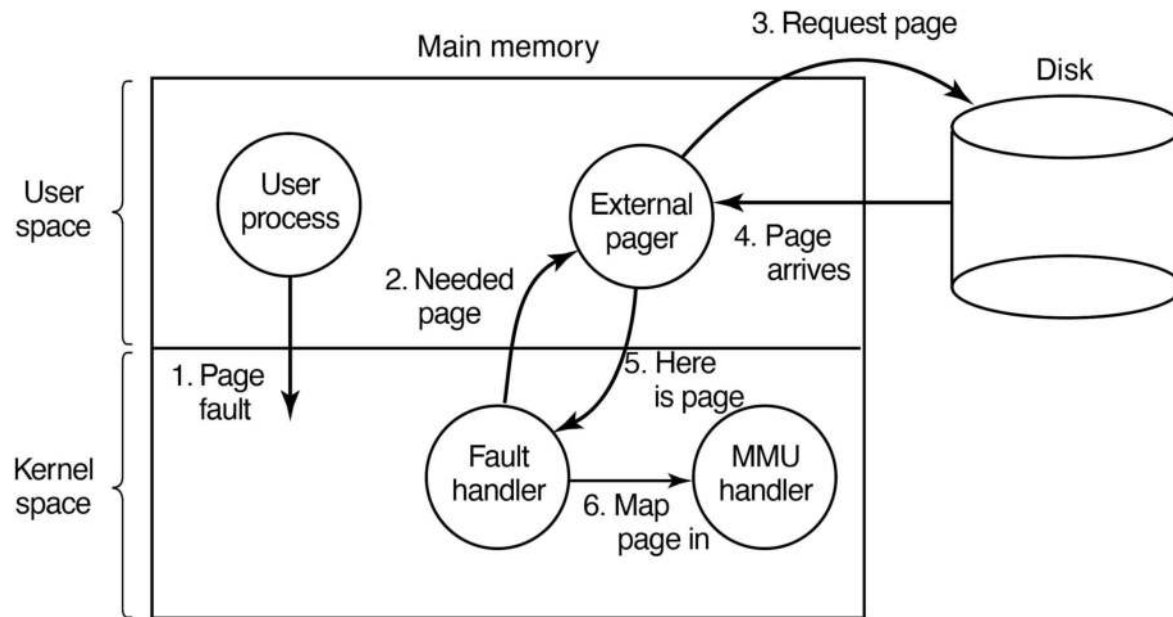 3. Request page
Main memory
Disk
User
space
User
process
External
pager
2. Needed
page
4. Page
arrives
1. Page
fault
5. Here
is page
Kernel
space
Fault
handler
MMU
handler
6. Map
page in